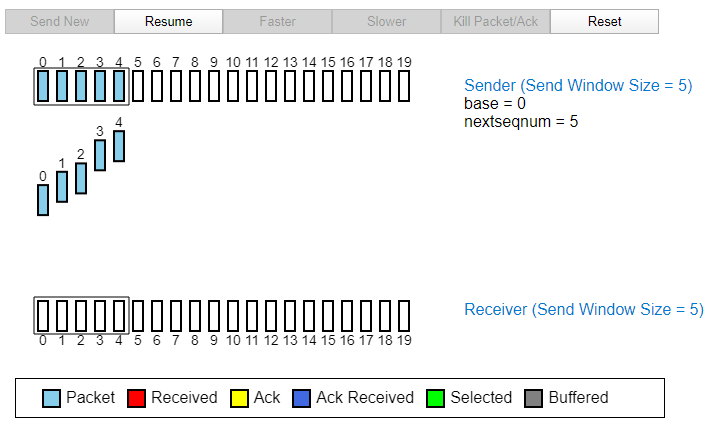 Send New Resume Faster Slower Kill Packet/Ack Reset
0 1 2 3 4 5 6 7 8 9 10 11 12 13 14 15 16 17 18 19
Sender (Send Window Size = 5)
base = 0
nextseqnum = 5
4
3
2
1
0
Receiver (Send Window Size = 5)
0 1 2 3 4 5 6 7 8 9 10 11 12 13 14 15 16 17 18 19
Packet Received Ack Ack Received Selected Buffered